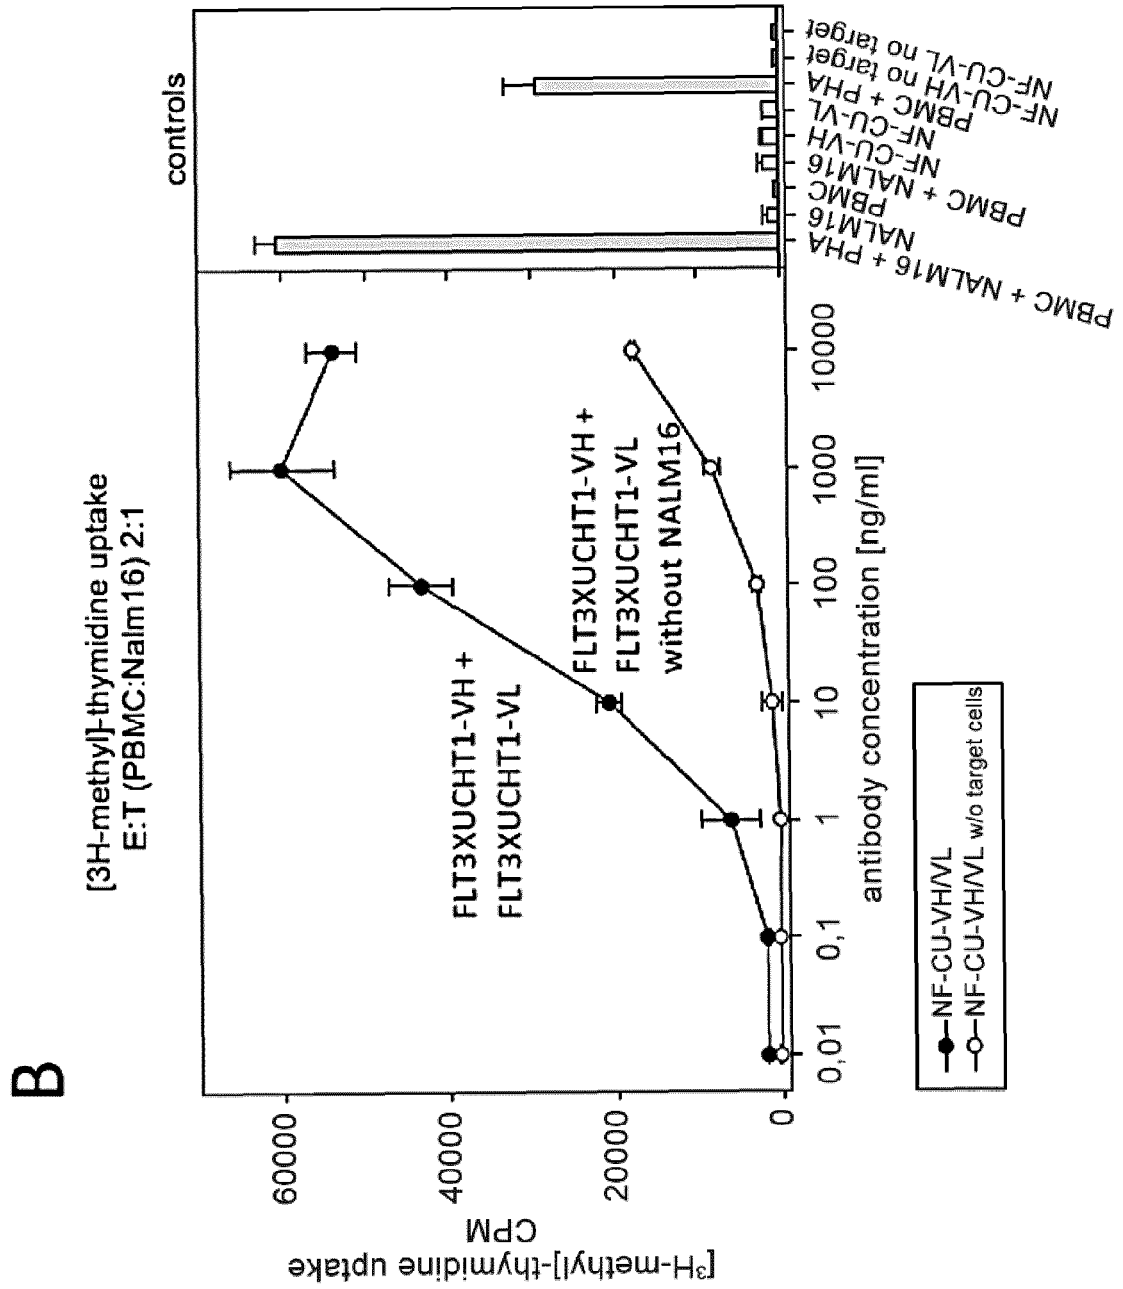 B
[3H-methyl]-thymidine uptake
E:T (PBMC:Nalm16) 2:1
controls
[³H-methyl]-thymidine uptake
CPM
60000
40000
20000
0
FLT3XUCHT1-VH +
FLT3XUCHT1-VL
FLT3XUCHT1-VH +
FLT3XUCHT1-VL
without NALM16
0,01
0,1
1
10
100
1000
10000
antibody concentration [ng/ml]
PBMC + NALM16 + PHA
NALM16
PBMC
PBMC + NALM16
NF-CU-VH
NF-CU-VL
PBMC + PHA
NF-CU-VH no target
NF-CU-VL no target
NF-CU-VH/VL
NF-CU-VH/VL w/o target cells